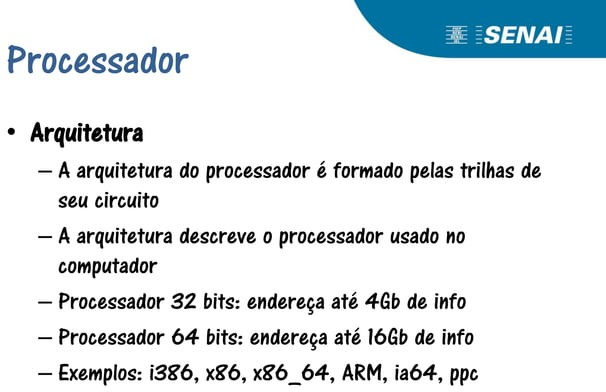 SENAI
Processador
• Arquitetura
– A arquitetura do processador é formado pelas trilhas de
seu circuito
– A arquitetura descreve o processador usado no
computador
– Processador 32 bits: endereça até 4Gb de info
– Processador 64 bits: endereça até 16Gb de info
– Exemplos: i386, x86, x86_64, ARM, ia64, ppc